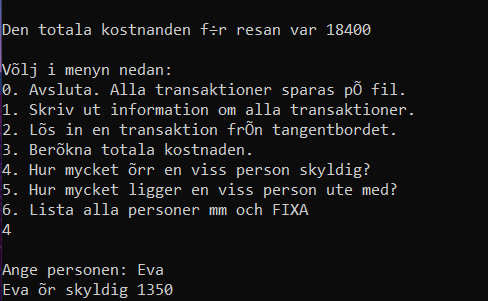 Den totala kostnanden f÷r resan var 18400
Võlj i menyn nedan:
0. Avsluta. Alla transaktioner sparas pÕ fil.
1. Skriv ut information om alla transaktioner.
2. Lõs in en transaktion frÕn tangentbordet.
3. Berõkna totala kostnaden.
4. Hur mycket õrr en viss person skyldig?
5. Hur mycket ligger en viss person ute med?
6. Lista alla personer mm och FIXA
4
Ange personen: Eva
Eva õr skyldig 1350